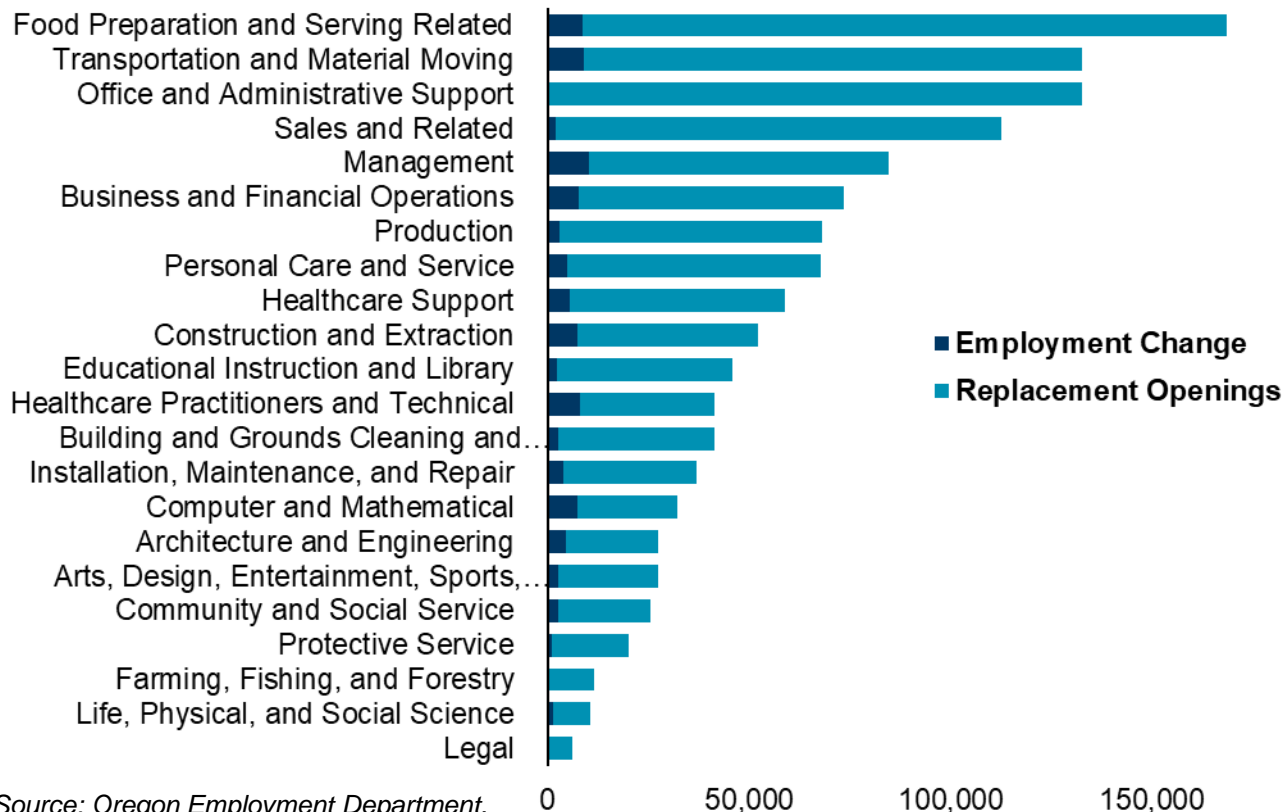 Food Preparation and Serving Related
Transportation and Material Moving
Office and Administrative Support
Sales and Related
Management
Business and Financial Operations
Production
Personal Care and Service
Healthcare Support
Construction and Extraction
Educational Instruction and Library
Healthcare Practitioners and Technical
Building and Grounds Cleaning and…
Installation, Maintenance, and Repair
Computer and Mathematical
Architecture and Engineering
Arts, Design, Entertainment, Sports,…
Community and Social Service
Protective Service
Farming, Fishing, and Forestry
Life, Physical, and Social Science
Legal
Employment Change
Replacement Openings
0 50,000 100,000 150,000
Source: Oregon Employment Department.